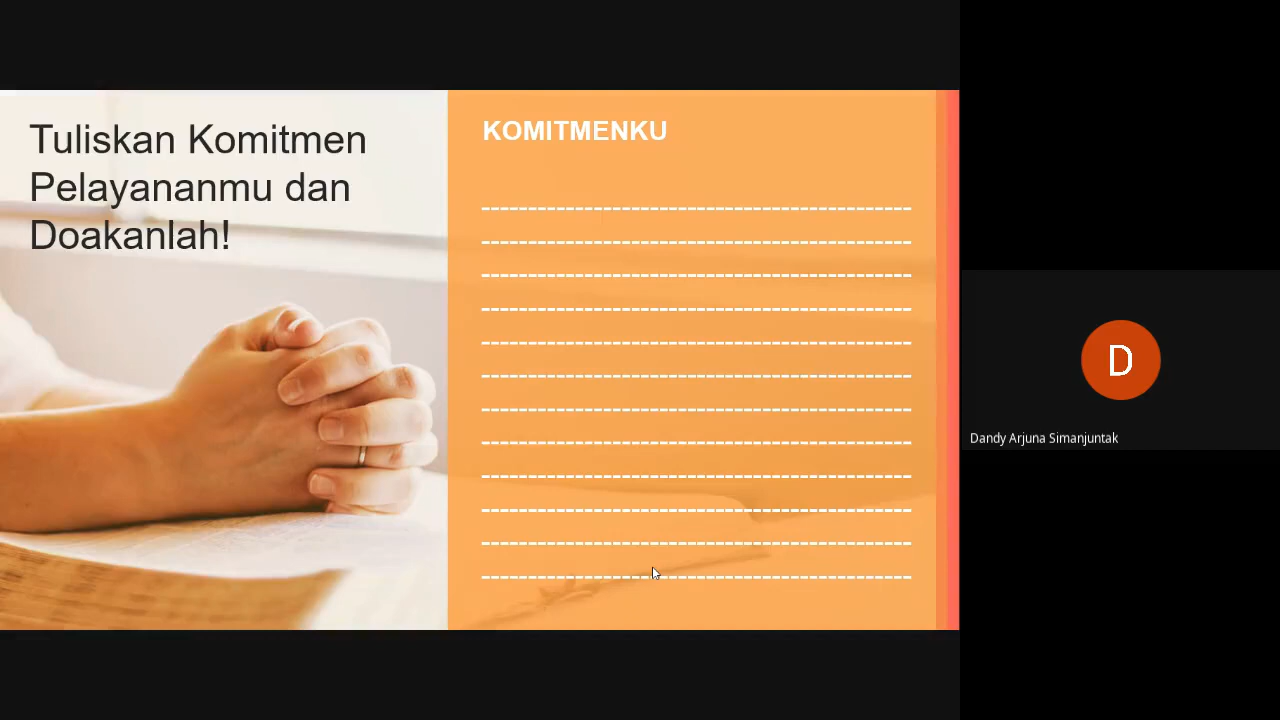 Tuliskan Komitmen
Pelayananmu dan
Doakanlah!
KOMITMENKU
D
Dandy Arjuna Simanjuntak